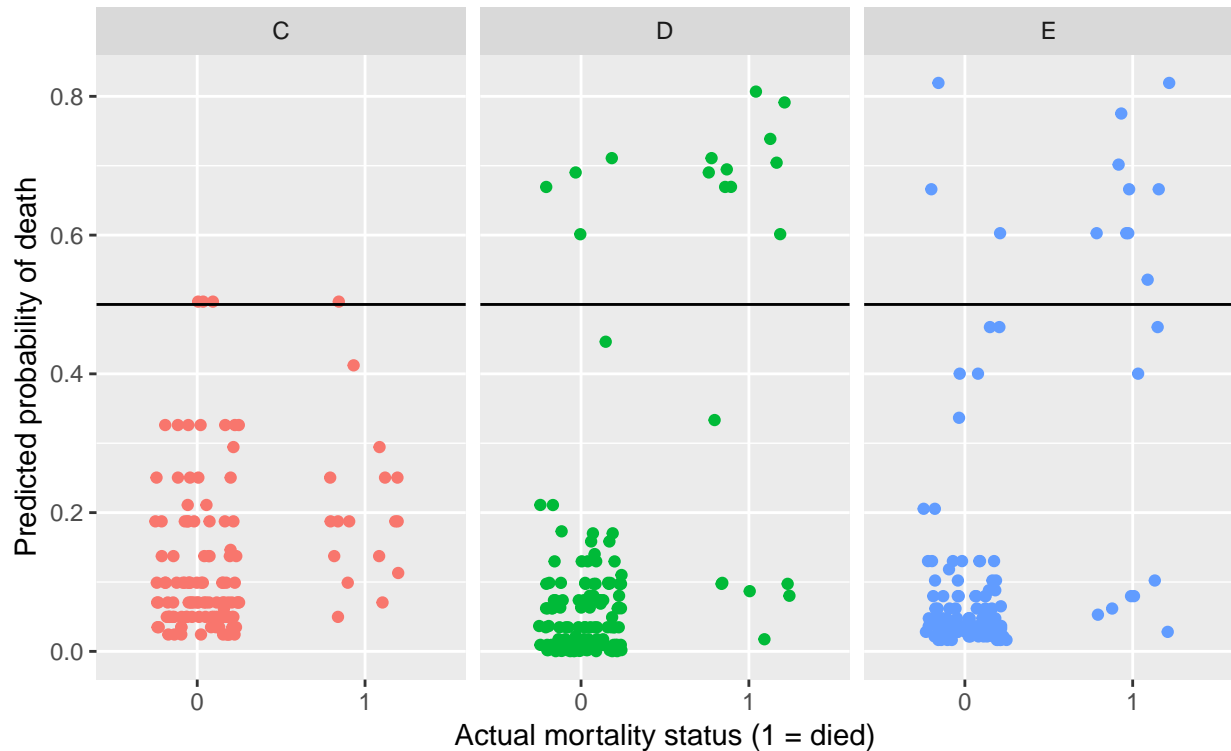 C D E
0.8
0.6
0.4
0.2
0.0
Predicted probability of death
0 1 0 1 0 1
Actual mortality status (1 = died)